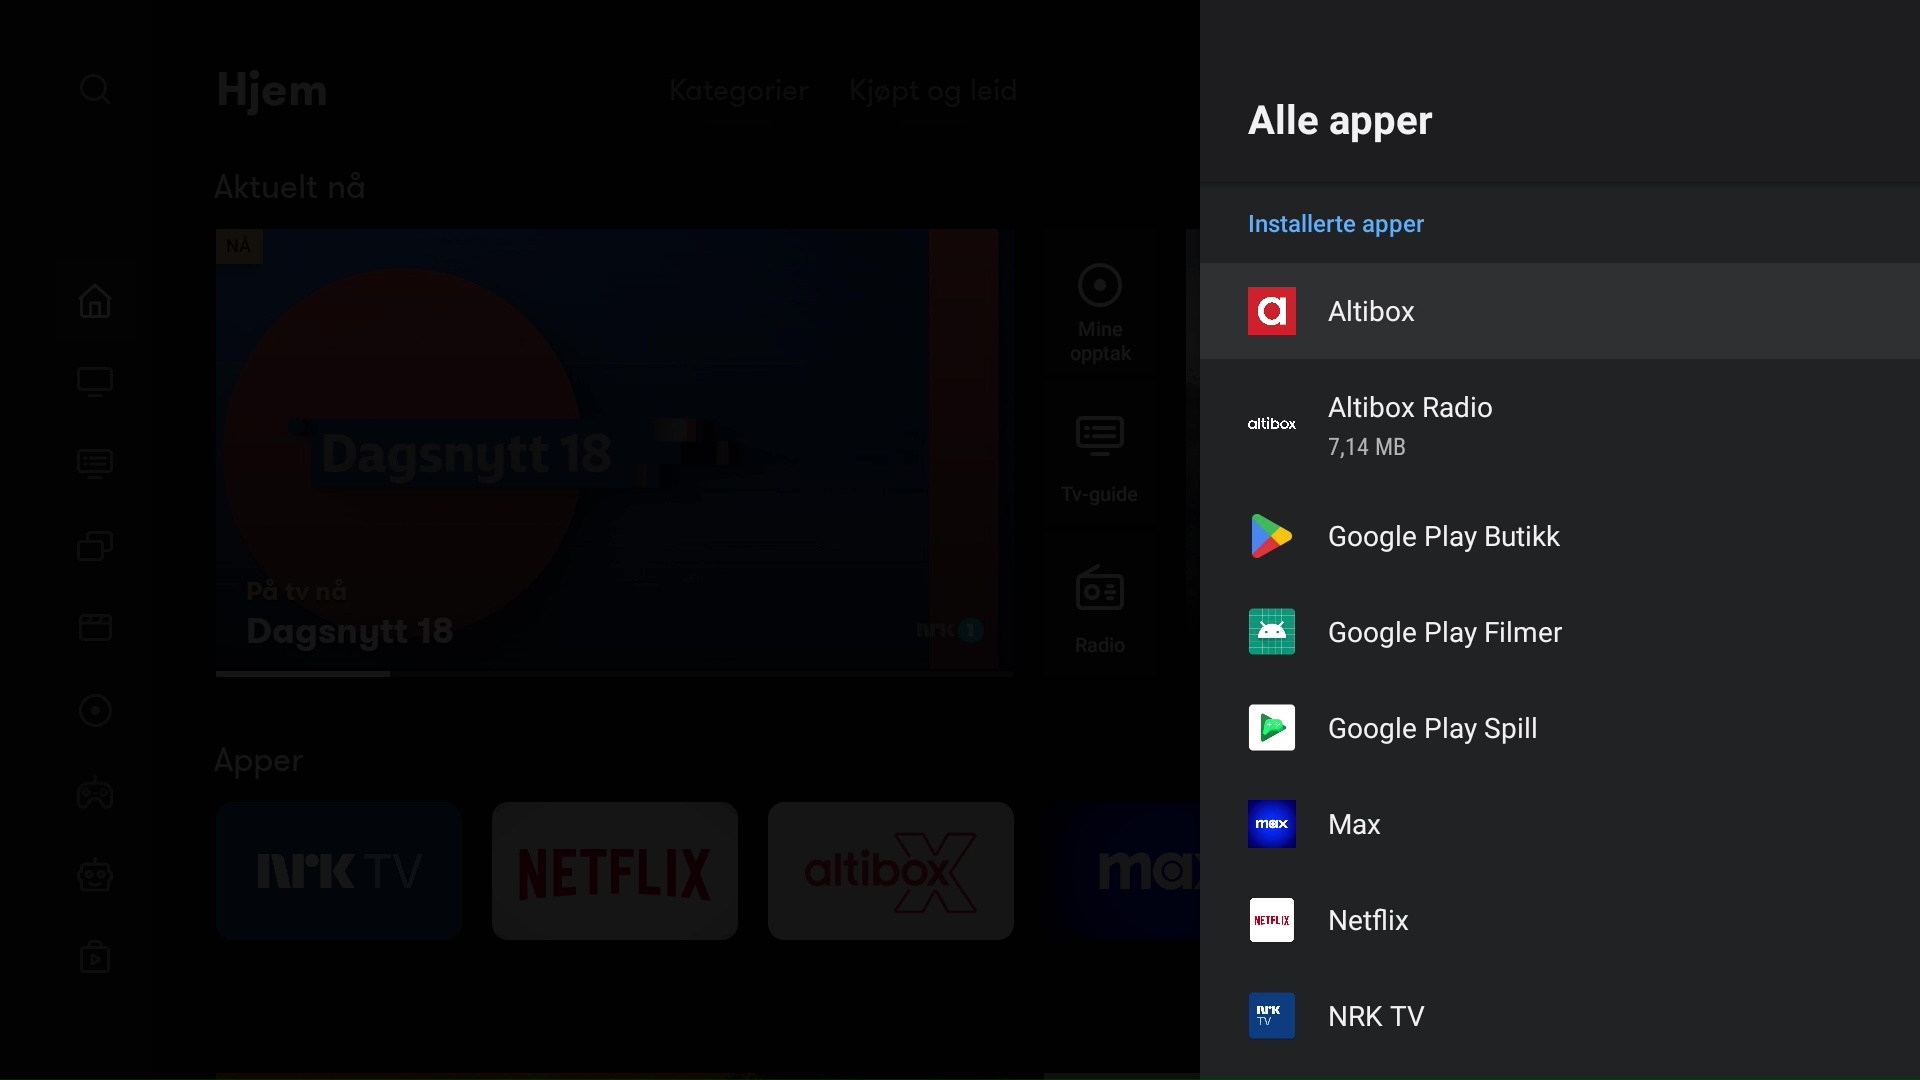 Hjem
Kategorier
Kjøpt og leid
Aktuelt nå
NÅ
Dagsnytt 18
På tv nå
Dagsnytt 18
NRK 1
Mine
opptak
Tv-guide
Radio
Apper
NRK TV
NETFLIX
altibox X
max
Alle apper
Installerte apper
a
Altibox
altibox
Altibox Radio
7,14 MB
Google Play Butikk
Google Play Filmer
Google Play Spill
max
Max
NETFLIX
Netflix
NRK
TV
NRK TV